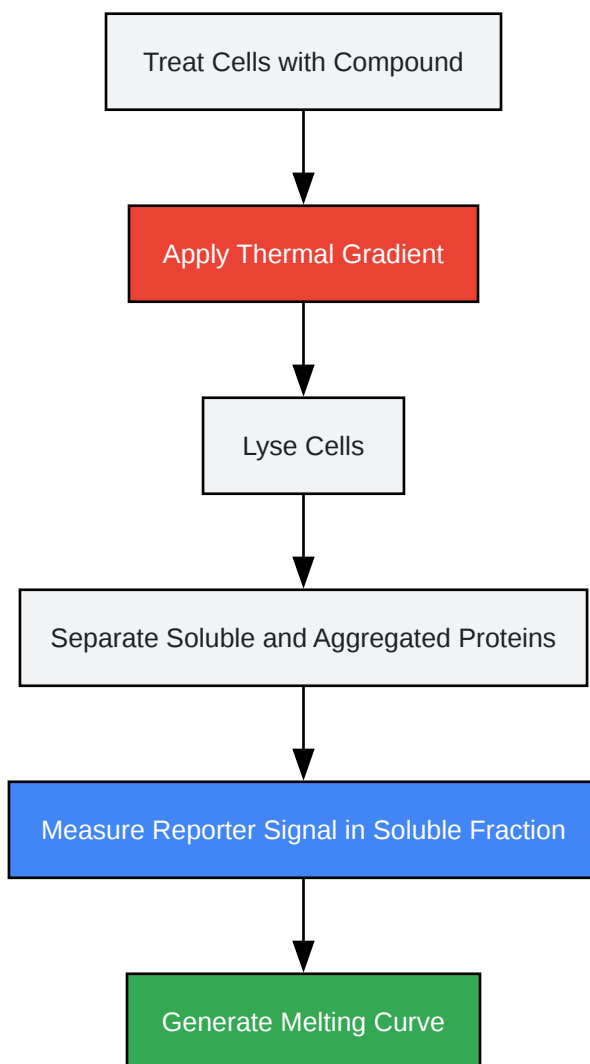 Treat Cells with Compound
Apply Thermal Gradient
Lyse Cells
Separate Soluble and Aggregated Proteins
Measure Reporter Signal in Soluble Fraction
Generate Melting Curve